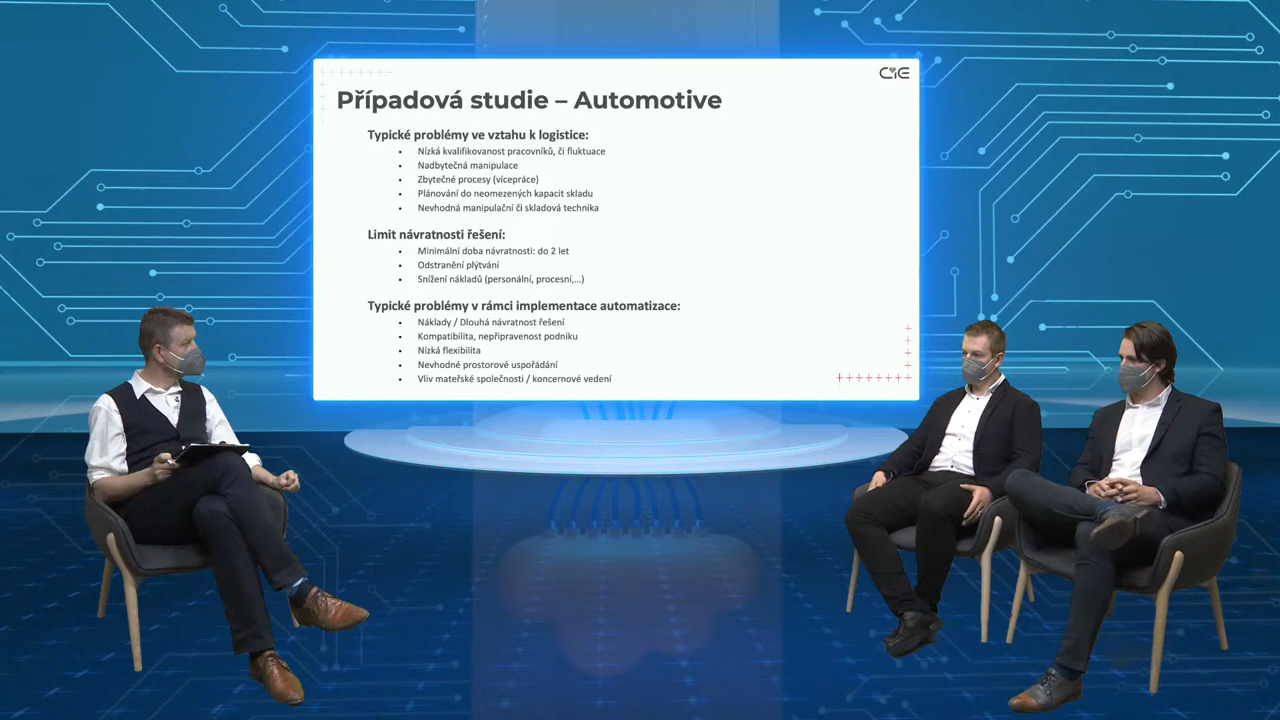 CIE
Případová studie – Automotive
Typické problémy ve vztahu k logistice:
• Nízká kvalifikovanost pracovníků, či fluktuace
• Nadbytečná manipulace
• Zbytečné procesy (vícepráce)
• Plánování do neomezených kapacit skladu
• Nevhodná manipulační či skladová technika
Limit návratnosti řešení:
• Minimální doba návratnosti: do 2 let
• Odstranění plýtvání
• Snížení nákladů (personální, procesní,...)
Typické problémy v rámci implementace automatizace:
• Náklady / Dlouhá návratnost řešení
• Kompatibilita, nepřipravenost podniku
• Nízká flexibilita
• Nevhodné prostorové uspořádání
• Vliv mateřské společnosti / koncernové vedení